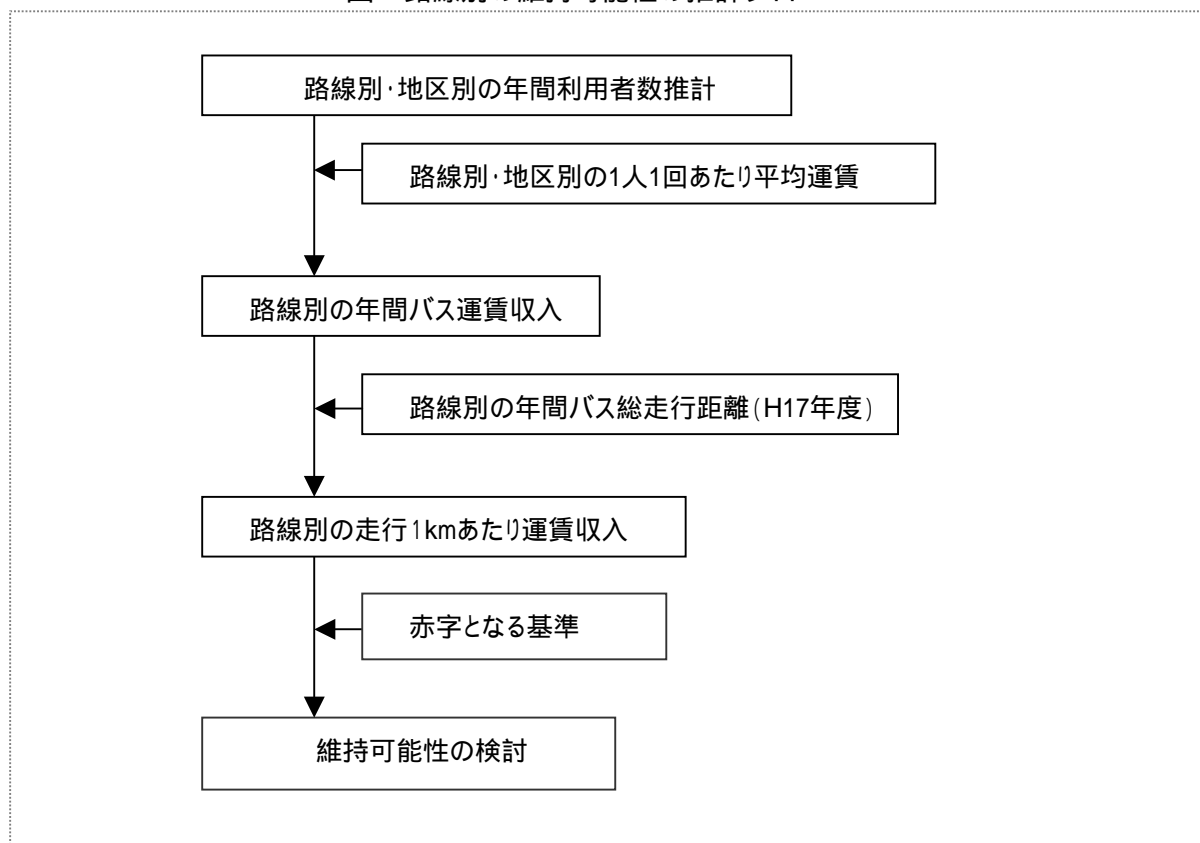 路線別・地区別の年間利用者数推計
路線別・地区別の1人1回あたり平均運賃
路線別の年間バス運賃収入
路線別の年間バス総走行距離(H17年度)
路線別の走行1kmあたり運賃収入
赤字となる基準
維持可能性の検討